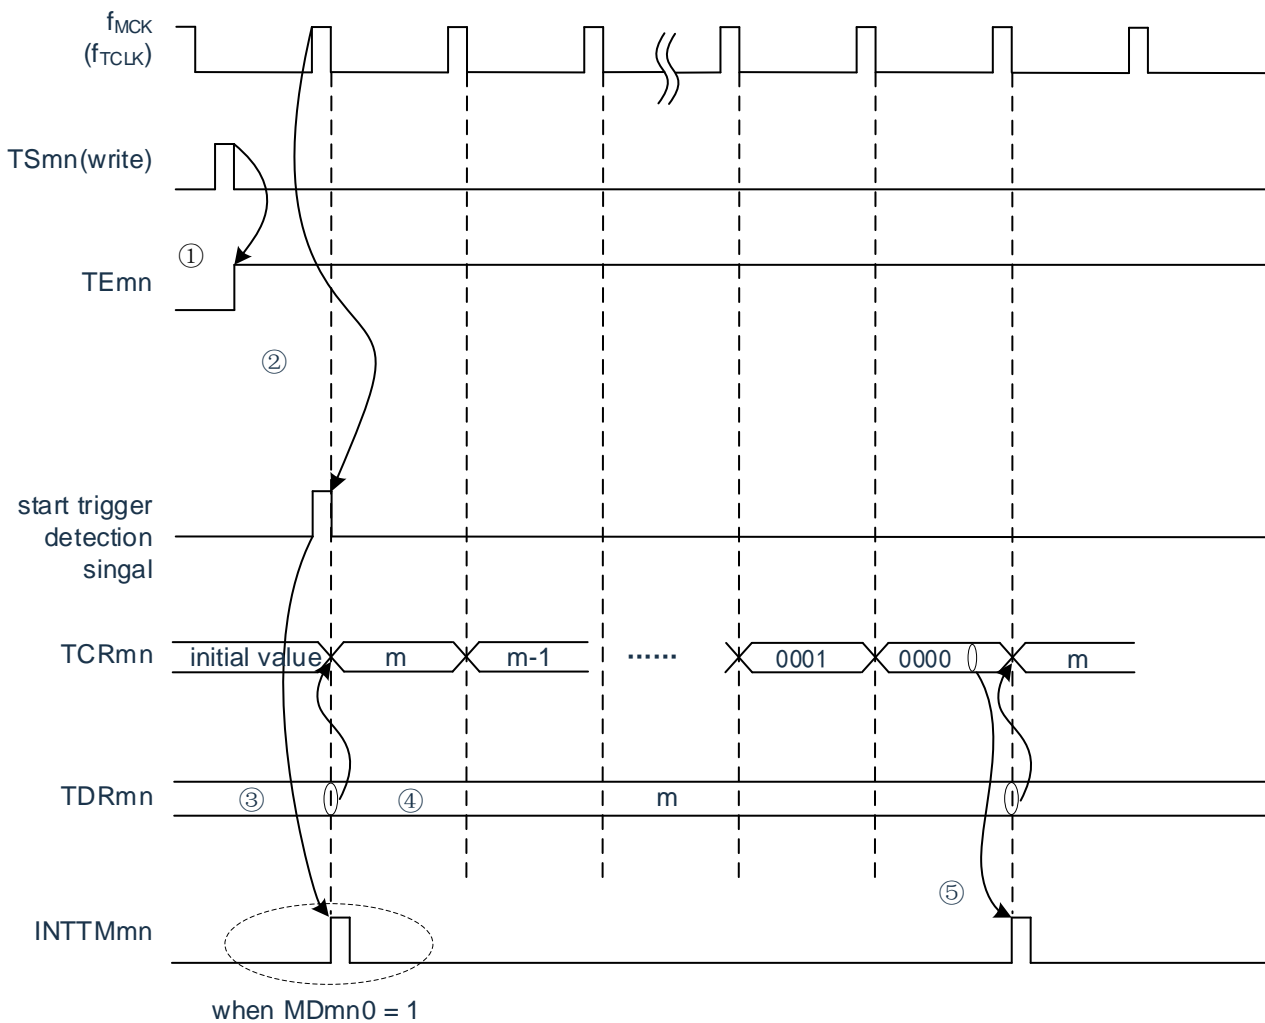 fMCK
(fTCLK)
TSmn(write)
①
TEmn
②
start trigger
detection
singal
TCRmn
initial value
m
m-1
......
0001
0000
m
TDRmn
③
④
m
⑤
INTTMmn
when MDmn0 = 1